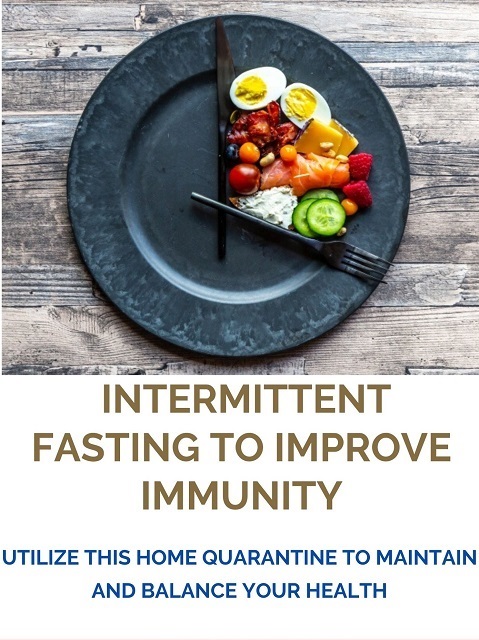 INTERMITTENT
FASTING TO IMPROVE
IMMUNITY
UTILIZE THIS HOME QUARANTINE TO MAINTAIN
AND BALANCE YOUR HEALTH